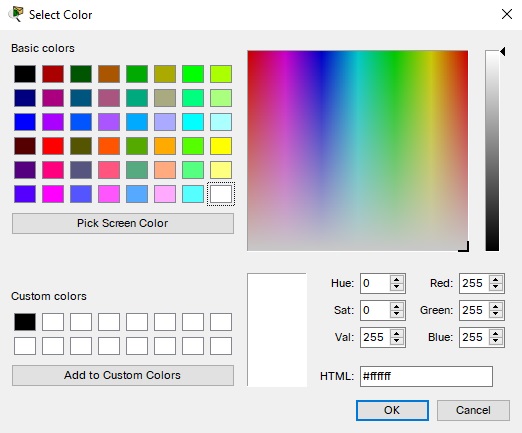 Select Color
Basic colors
Pick Screen Color
Custom colors
Add to Custom Colors
Hue: 0 Red: 255
Sat: 0 Green: 255
Val: 255 Blue: 255
HTML: #ffffff
OK Cancel